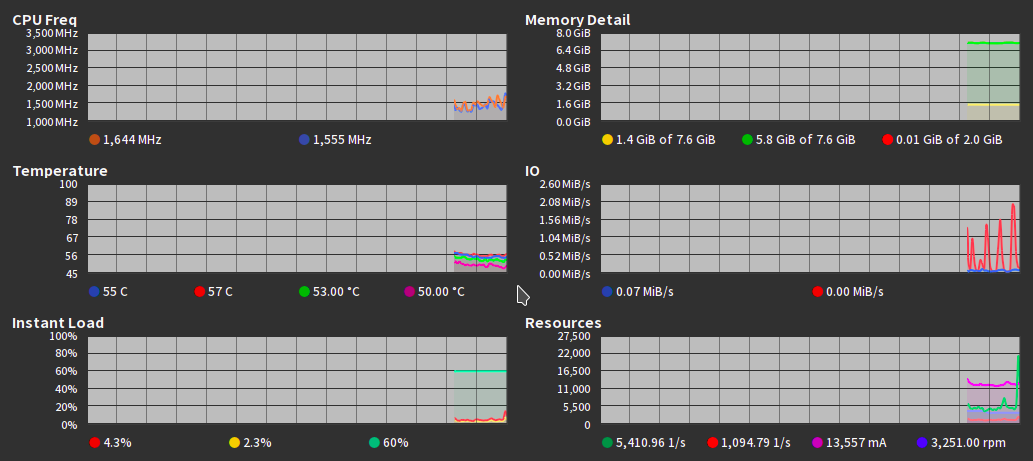 CPU Freq
3,500 MHz
3,000 MHz
2,500 MHz
2,000 MHz
1,500 MHz
1,000 MHz
1,644 MHz 1,555 MHz
Memory Detail
8.0 GiB
6.4 GiB
4.8 GiB
3.2 GiB
1.6 GiB
0.0 GiB
1.4 GiB of 7.6 GiB 5.8 GiB of 7.6 GiB 0.01 GiB of 2.0 GiB
Temperature
100
89
78
67
56
45
55 C 57 C 53.00 °C 50.00 °C
IO
2.60 MiB/s
2.08 MiB/s
1.56 MiB/s
1.04 MiB/s
0.52 MiB/s
0.00 MiB/s
0.07 MiB/s 0.00 MiB/s
Instant Load
100%
80%
60%
40%
20%
0%
4.3% 2.3% 60%
Resources
27,500
22,000
16,500
11,000
5,500
0
5,410.96 1/s 1,094.79 1/s 13,557 mA 3,251.00 rpm